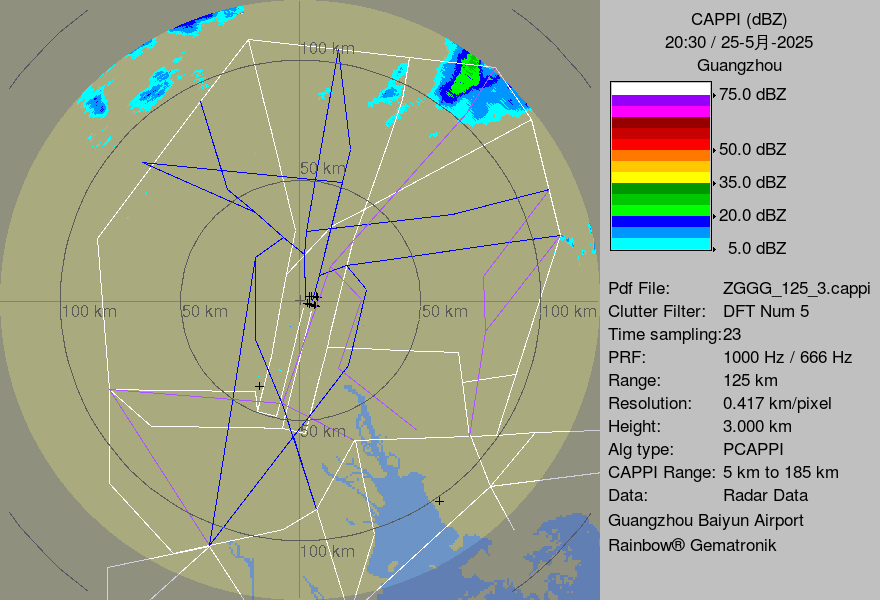 CAPPI (dBZ)
20:30 / 25-5月-2025
Guangzhou
75.0 dBZ
50.0 dBZ
35.0 dBZ
20.0 dBZ
5.0 dBZ
Pdf File: ZGGG_125_3.cappi
Clutter Filter: DFT Num 5
Time sampling:23
PRF: 1000 Hz / 666 Hz
Range: 125 km
Resolution: 0.417 km/pixel
Height: 3.000 km
Alg type: PCAPPI
CAPPI Range: 5 km to 185 km
Data: Radar Data
Guangzhou Baiyun Airport
Rainbow® Gematronik
100 km
50 km
100 km
50 km
50 km
100 km
50 km
100 km